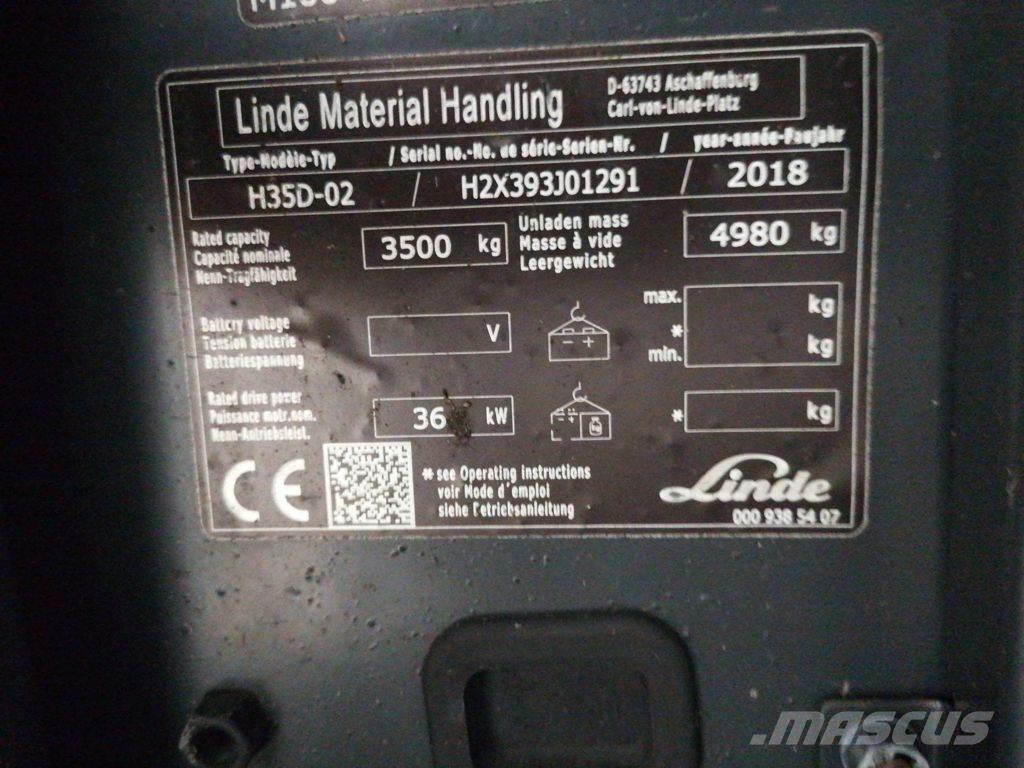 Linde Material Handling
D-63743 Aschaffenburg
Carl-von-Linde-Platz
Type-Modèle-Typ / Serial no.-No. de série-Serien-Nr. / year-année-Baujahr
H35D-02 / H2X393J01291 / 2018
Rated capacity
Capacité nominale
Nenn-Tragfähigkeit
3500 kg
Unladen mass
Masse à vide
Leergewicht
4980 kg
Battery voltage
Tension batterie
Batteriespannung
V
max. kg
*
min. kg
Rated drive power
Puissance motr.nom.
Nenn-Antriebsleist.
36 kW
* kg
CE
* see Operating instructions
voir Mode d'emploi
siehe Betriebsanleitung
Linde
000 938 54 07
MASCUS